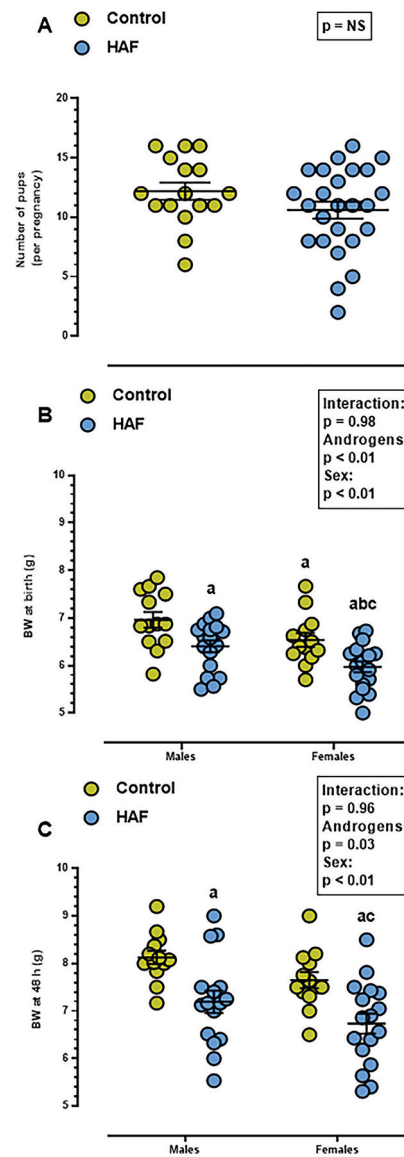 A
Control
HAF
p = NS
Number of pups
(per pregnancy)
20
15
10
5
0
B
Control
HAF
Interaction:
p = 0.98
Androgens
p < 0.01
Sex:
p < 0.01
BW at birth (g)
10
9
8
7
6
5
a
a
abc
Males
Females
C
Control
HAF
Interaction:
p = 0.96
Androgens
p = 0.03
Sex:
p < 0.01
BW at 48 h (g)
10
9
8
7
6
5
a
ac
Males
Females